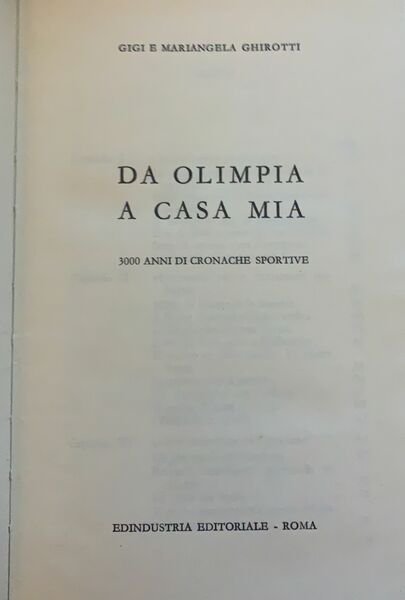 GIGI E MARIANGELA GHIROTTI
DA OLIMPIA
A CASA MIA
3000 ANNI DI CRONACHE SPORTIVE
EDINDUSTRIA EDITORIALE - ROMA